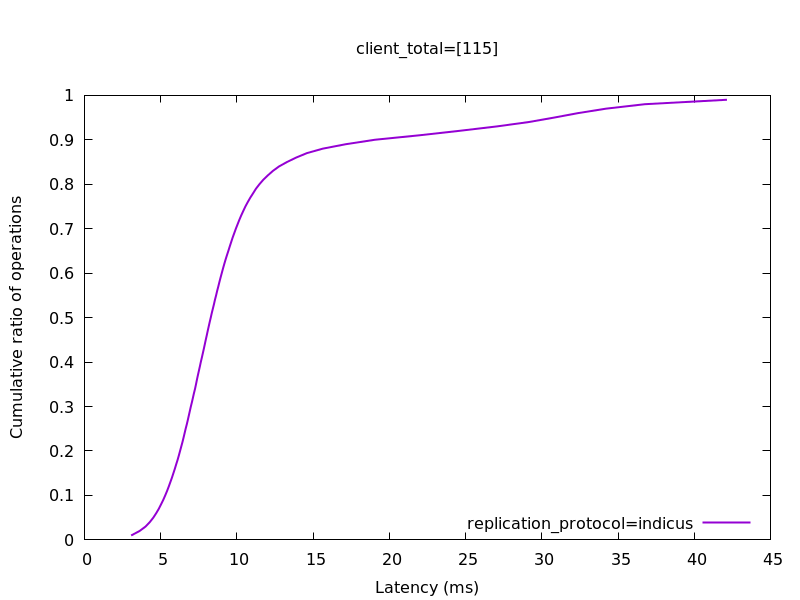 client_total=[115]
1
0.9
0.8
0.7
0.6
0.5
0.4
0.3
0.2
0.1
0
Cumulative ratio of operations
replication_protocol=indicus
0 5 10 15 20 25 30 35 40 45
Latency (ms)